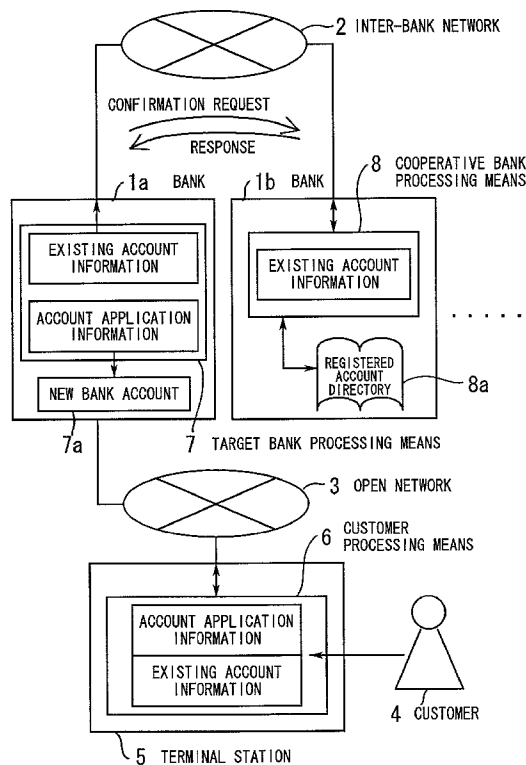 2 INTER-BANK NETWORK
CONFIRMATION REQUEST
RESPONSE
1a BANK
1b BANK
8 COOPERATIVE BANK
PROCESSING MEANS
EXISTING ACCOUNT
INFORMATION
ACCOUNT APPLICATION
INFORMATION
NEW BANK ACCOUNT
7a
7 TARGET BANK PROCESSING MEANS
EXISTING ACCOUNT
INFORMATION
REGISTERED
ACCOUNT
DIRECTORY
8a
.....
3 OPEN NETWORK
6 CUSTOMER
PROCESSING MEANS
ACCOUNT APPLICATION
INFORMATION
EXISTING ACCOUNT
INFORMATION
4 CUSTOMER
5 TERMINAL STATION